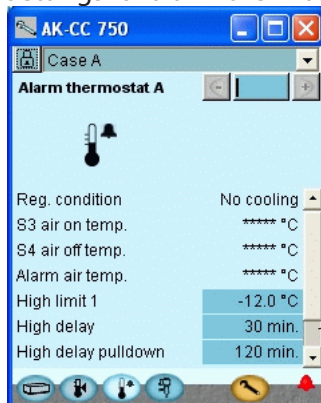 AK-CC 750
Case A
Alarm thermostat A
Reg. condition No cooling
S3 air on temp. ***** °C
S4 air off temp. ***** °C
Alarm air temp. ***** °C
High limit 1 -12.0 °C
High delay 30 min.
High delay pulldown 120 min.